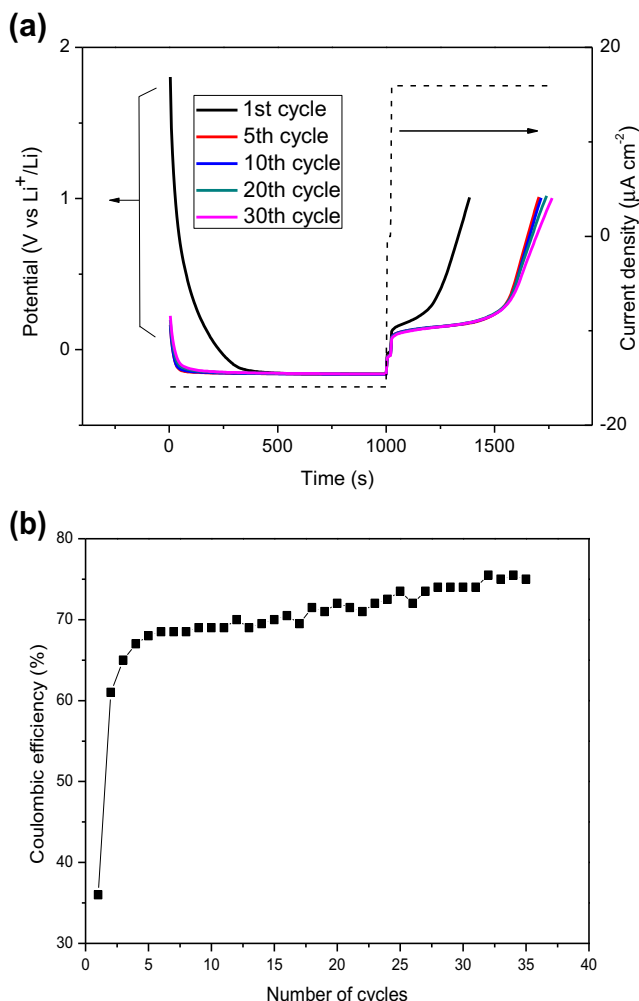 (a)
2
1
0
Potential (V vs Li⁺/Li)
1st cycle
5th cycle
10th cycle
20th cycle
30th cycle
20
0
-20
Current density (µA cm⁻²)
0
500
1000
1500
Time (s)
(b)
80
70
60
50
40
30
Coulombic efficiency (%)
0
5
10
15
20
25
30
35
40
Number of cycles